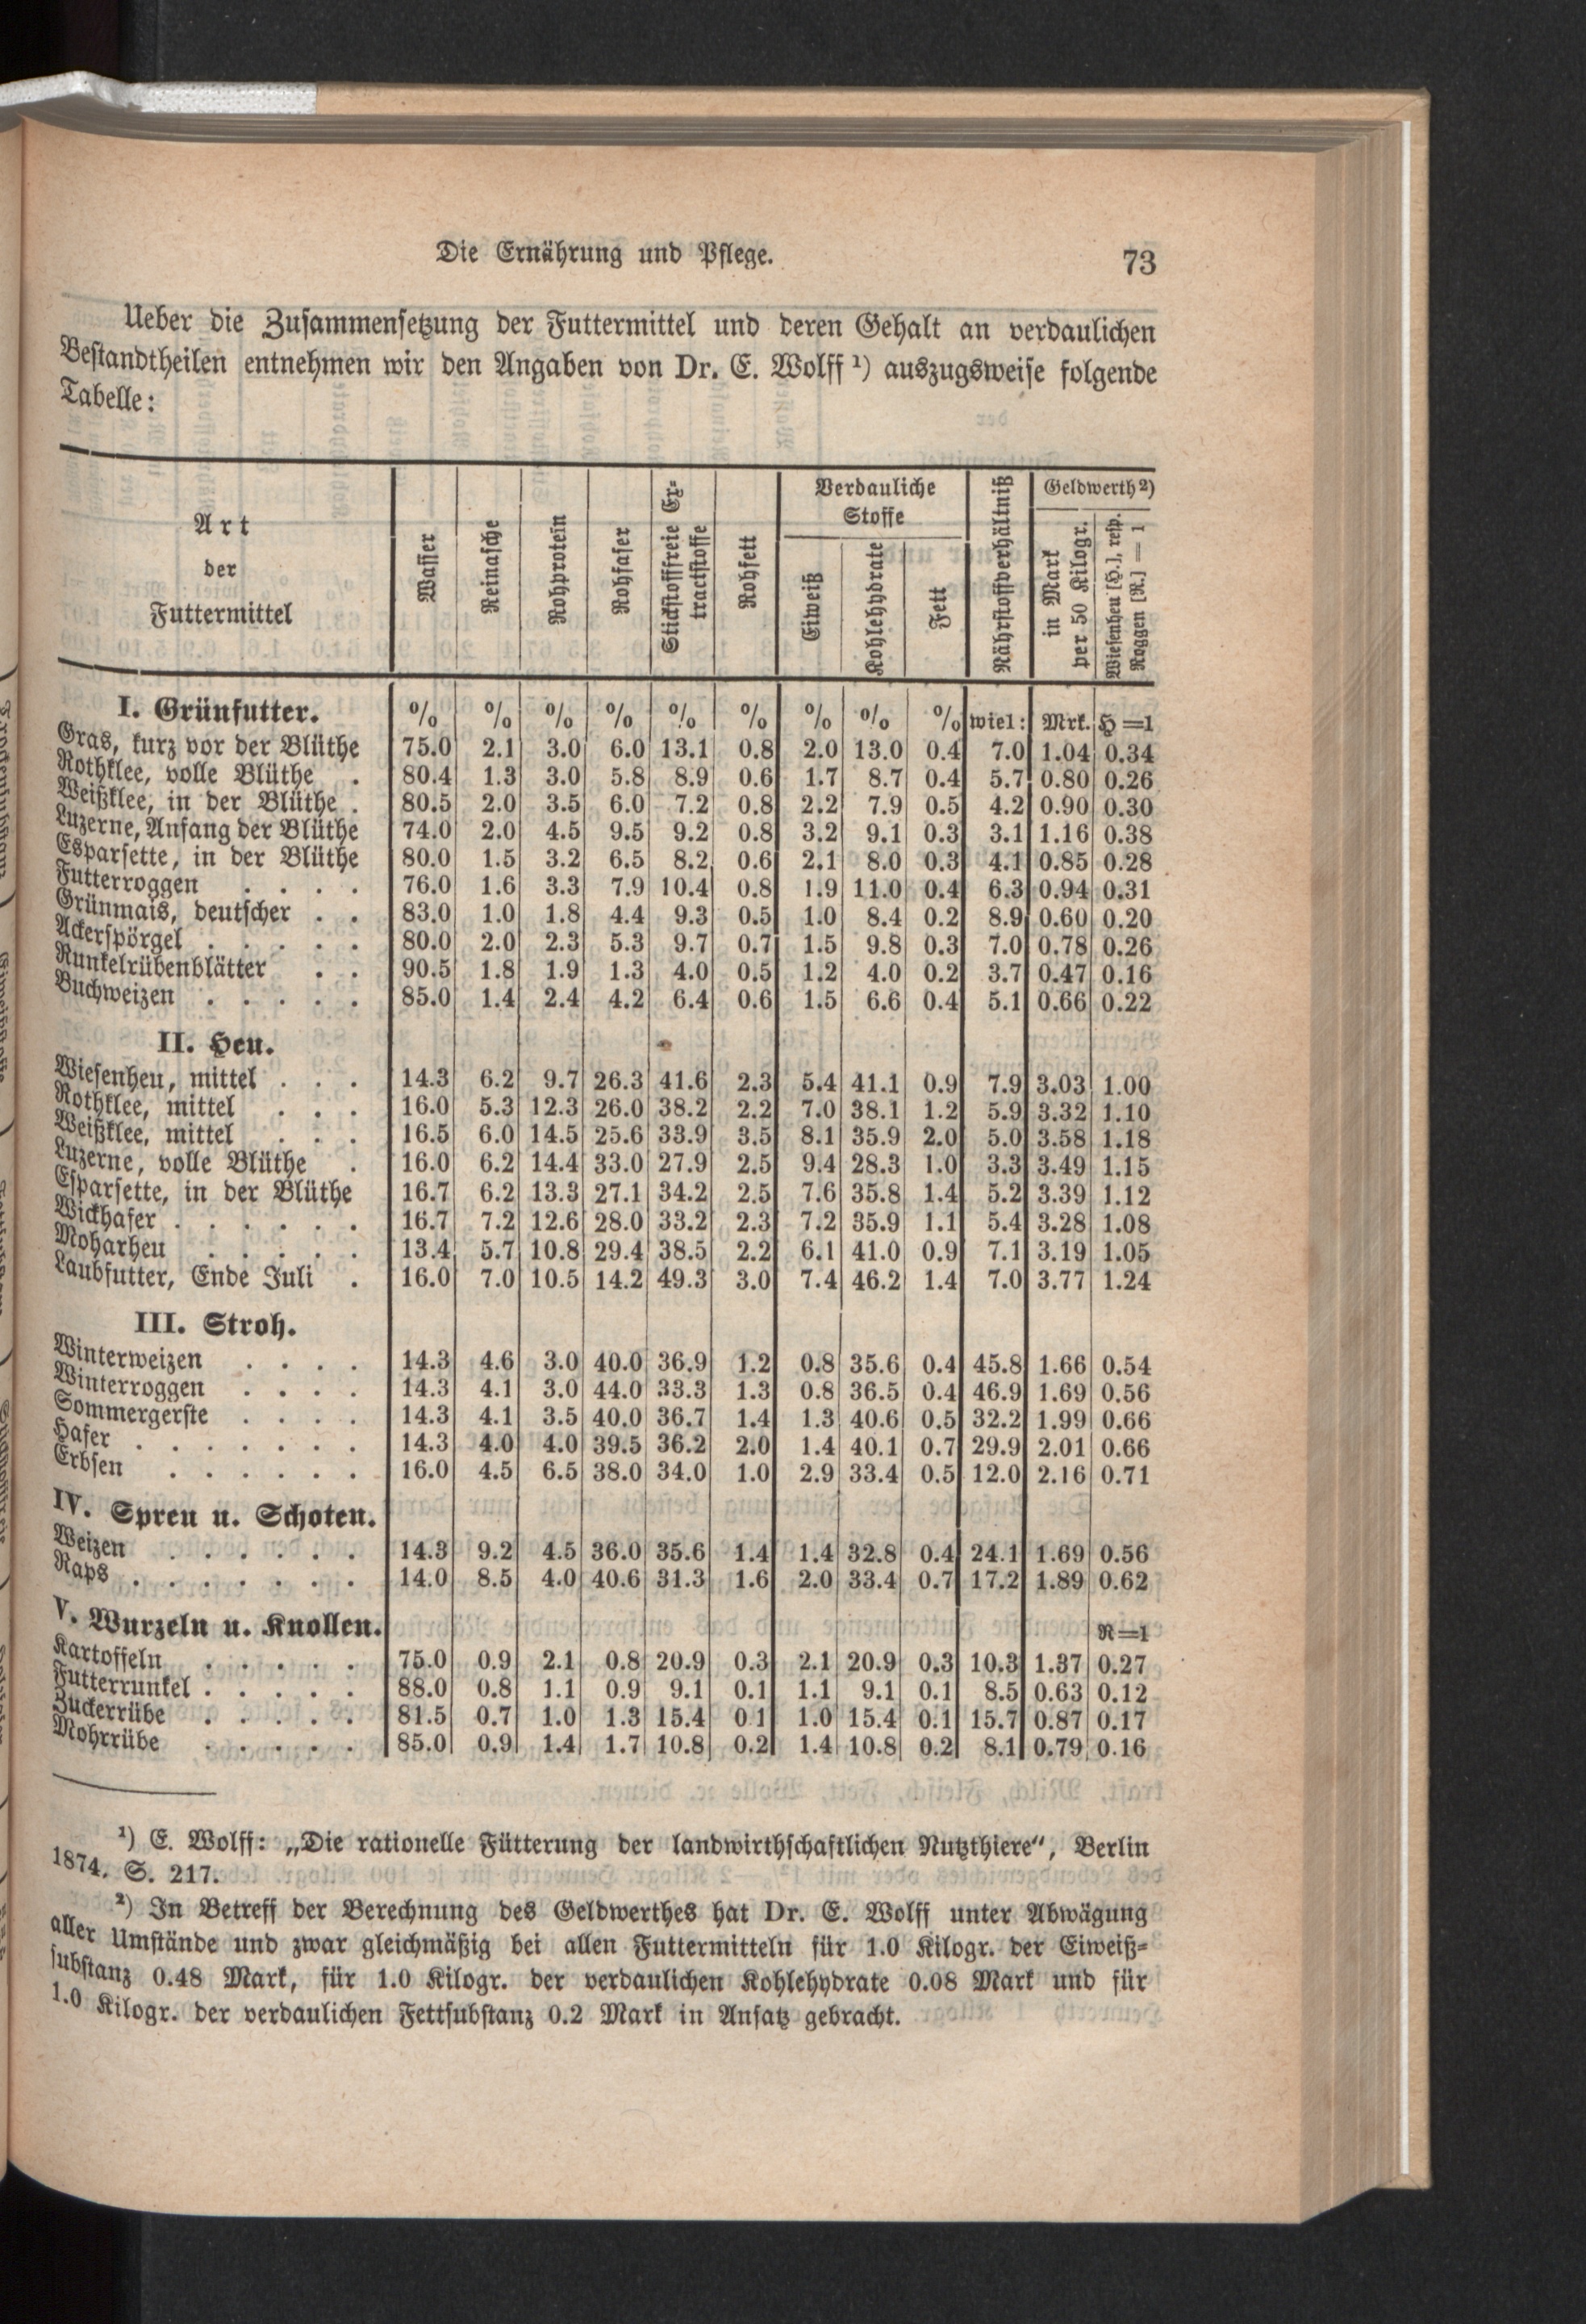 Die Ernährung und Pflege.
73
Ueber die Zusammensetzung der Futtermittel und deren Gehalt an verdaulichen
Bestandtheilen entnehmen wir den Angaben von Dr. E. Wolff ¹) auszugsweise folgende
Tabelle:
Art
der
Futtermittel
Wasser
Reinasche
Rohprotein
Rohfaser
Stickstofffreie Ex-
tractstoffe
Rohfett
Verdauliche
Stoffe
Eiweiß
Kohlehydrate
Fett
Nährstoffverhältniß
Geldwerth ²)
in Mark
per 50 Kilogr.
Wiesenheu [H.], resp.
Roggen [R.] = 1
I. Grünfutter. % % % % % % % % % wie 1: Mrk. H = 1
Gras, kurz vor der Blüthe 75.0 2.1 3.0 6.0 13.1 0.8 2.0 13.0 0.4 7.0 1.04 0.34
Rothklee, volle Blüthe . 80.4 1.3 3.0 5.8 8.9 0.6 1.7 8.7 0.4 5.7 0.80 0.26
Weißklee, in der Blüthe . 80.5 2.0 3.5 6.0 7.2 0.8 2.2 7.9 0.5 4.2 0.90 0.30
Luzerne, Anfang der Blüthe 74.0 2.0 4.5 9.5 9.2 0.8 3.2 9.1 0.3 3.1 1.16 0.38
Esparsette, in der Blüthe 80.0 1.5 3.2 6.5 8.2 0.6 2.1 8.0 0.3 4.1 0.85 0.28
Futterroggen . . . . 76.0 1.6 3.3 7.9 10.4 0.8 1.9 11.0 0.4 6.3 0.94 0.31
Grünmais, deutscher . . 83.0 1.0 1.8 4.4 9.3 0.5 1.0 8.4 0.2 8.9 0.60 0.20
Ackerspörgel . . . . . 80.0 2.0 2.3 5.3 9.7 0.7 1.5 9.8 0.3 7.0 0.78 0.26
Runkelrübenblätter . . 90.5 1.8 1.9 1.3 4.0 0.5 1.2 4.0 0.2 3.7 0.47 0.16
Buchweizen . . . . . 85.0 1.4 2.4 4.2 6.4 0.6 1.5 6.6 0.4 5.1 0.66 0.22
II. Heu.
Wiesenheu, mittel . . . 14.3 6.2 9.7 26.3 41.6 2.3 5.4 41.1 0.9 7.9 3.03 1.00
Rothklee, mittel . . . 16.0 5.3 12.3 26.0 38.2 2.2 7.0 38.1 1.2 5.9 3.32 1.10
Weißklee, mittel . . . 16.5 6.0 14.5 25.6 33.9 3.5 8.1 35.9 2.0 5.0 3.58 1.18
Luzerne, volle Blüthe . 16.0 6.2 14.4 33.0 27.9 2.5 9.4 28.3 1.0 3.3 3.49 1.15
Esparsette, in der Blüthe 16.7 6.2 13.3 27.1 34.2 2.5 7.6 35.8 1.4 5.2 3.39 1.12
Wickhafer . . . . . . 16.7 7.2 12.6 28.0 33.2 2.3 7.2 35.9 1.1 5.4 3.28 1.08
Moharheu . . . . . 13.4 5.7 10.8 29.4 38.5 2.2 6.1 41.0 0.9 7.1 3.19 1.05
Laubfutter, Ende Juli . 16.0 7.0 10.5 14.2 49.3 3.0 7.4 46.2 1.4 7.0 3.77 1.24
III. Stroh.
Winterweizen . . . . 14.3 4.6 3.0 40.0 36.9 1.2 0.8 35.6 0.4 45.8 1.66 0.54
Winterroggen . . . . 14.3 4.1 3.0 44.0 33.3 1.3 0.8 36.5 0.4 46.9 1.69 0.56
Sommergerste . . . . 14.3 4.1 3.5 40.0 36.7 1.4 1.3 40.6 0.5 32.2 1.99 0.66
Hafer . . . . . . . 14.3 4.0 4.0 39.5 36.2 2.0 1.4 40.1 0.7 29.9 2.01 0.66
Erbsen . . . . . . 16.0 4.5 6.5 38.0 34.0 1.0 2.9 33.4 0.5 12.0 2.16 0.71
IV. Spreu u. Schoten.
Weizen . . . . . . 14.3 9.2 4.5 36.0 35.6 1.4 1.4 32.8 0.4 24.1 1.69 0.56
Raps . . . . . . . 14.0 8.5 4.0 40.6 31.3 1.6 2.0 33.4 0.7 17.2 1.89 0.62
V. Wurzeln u. Knollen. R = 1
Kartoffeln . . . . . 75.0 0.9 2.1 0.8 20.9 0.3 2.1 20.9 0.3 10.3 1.37 0.27
Futterrunkel . . . . . 88.0 0.8 1.1 0.9 9.1 0.1 1.1 9.1 0.1 8.5 0.63 0.12
Zuckerrübe . . . . . 81.5 0.7 1.0 1.3 15.4 0 1 1.0 15.4 0.1 15.7 0.87 0.17
Mohrrübe . . . . . 85.0 0.9 1.4 1.7 10.8 0.2 1.4 10.8 0.2 8.1 0.79 0.16
¹) E. Wolff: „Die rationelle Fütterung der landwirthschaftlichen Nutzthiere“, Berlin
1874. S. 217.
²) In Betreff der Berechnung des Geldwerthes hat Dr. E. Wolff unter Abwägung
aller Umstände und zwar gleichmäßig bei allen Futtermitteln für 1.0 Kilogr. der Eiweiß-
substanz 0.48 Mark, für 1.0 Kilogr. der verdaulichen Kohlehydrate 0.08 Mark und für
1.0 Kilogr. der verdaulichen Fettsubstanz 0.2 Mark in Ansatz gebracht.